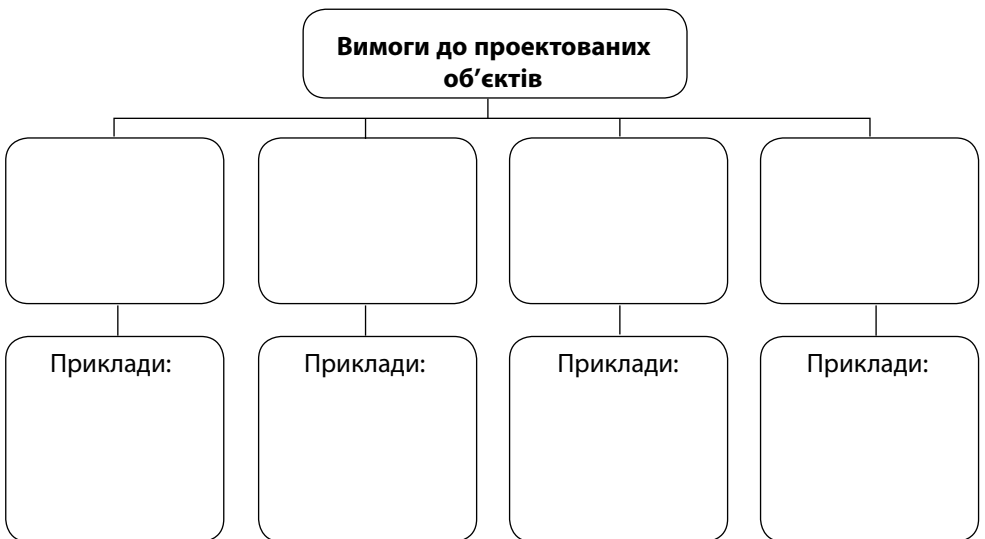 Вимоги до проектованих
об’єктів
Приклади:
Приклади:
Приклади:
Приклади: